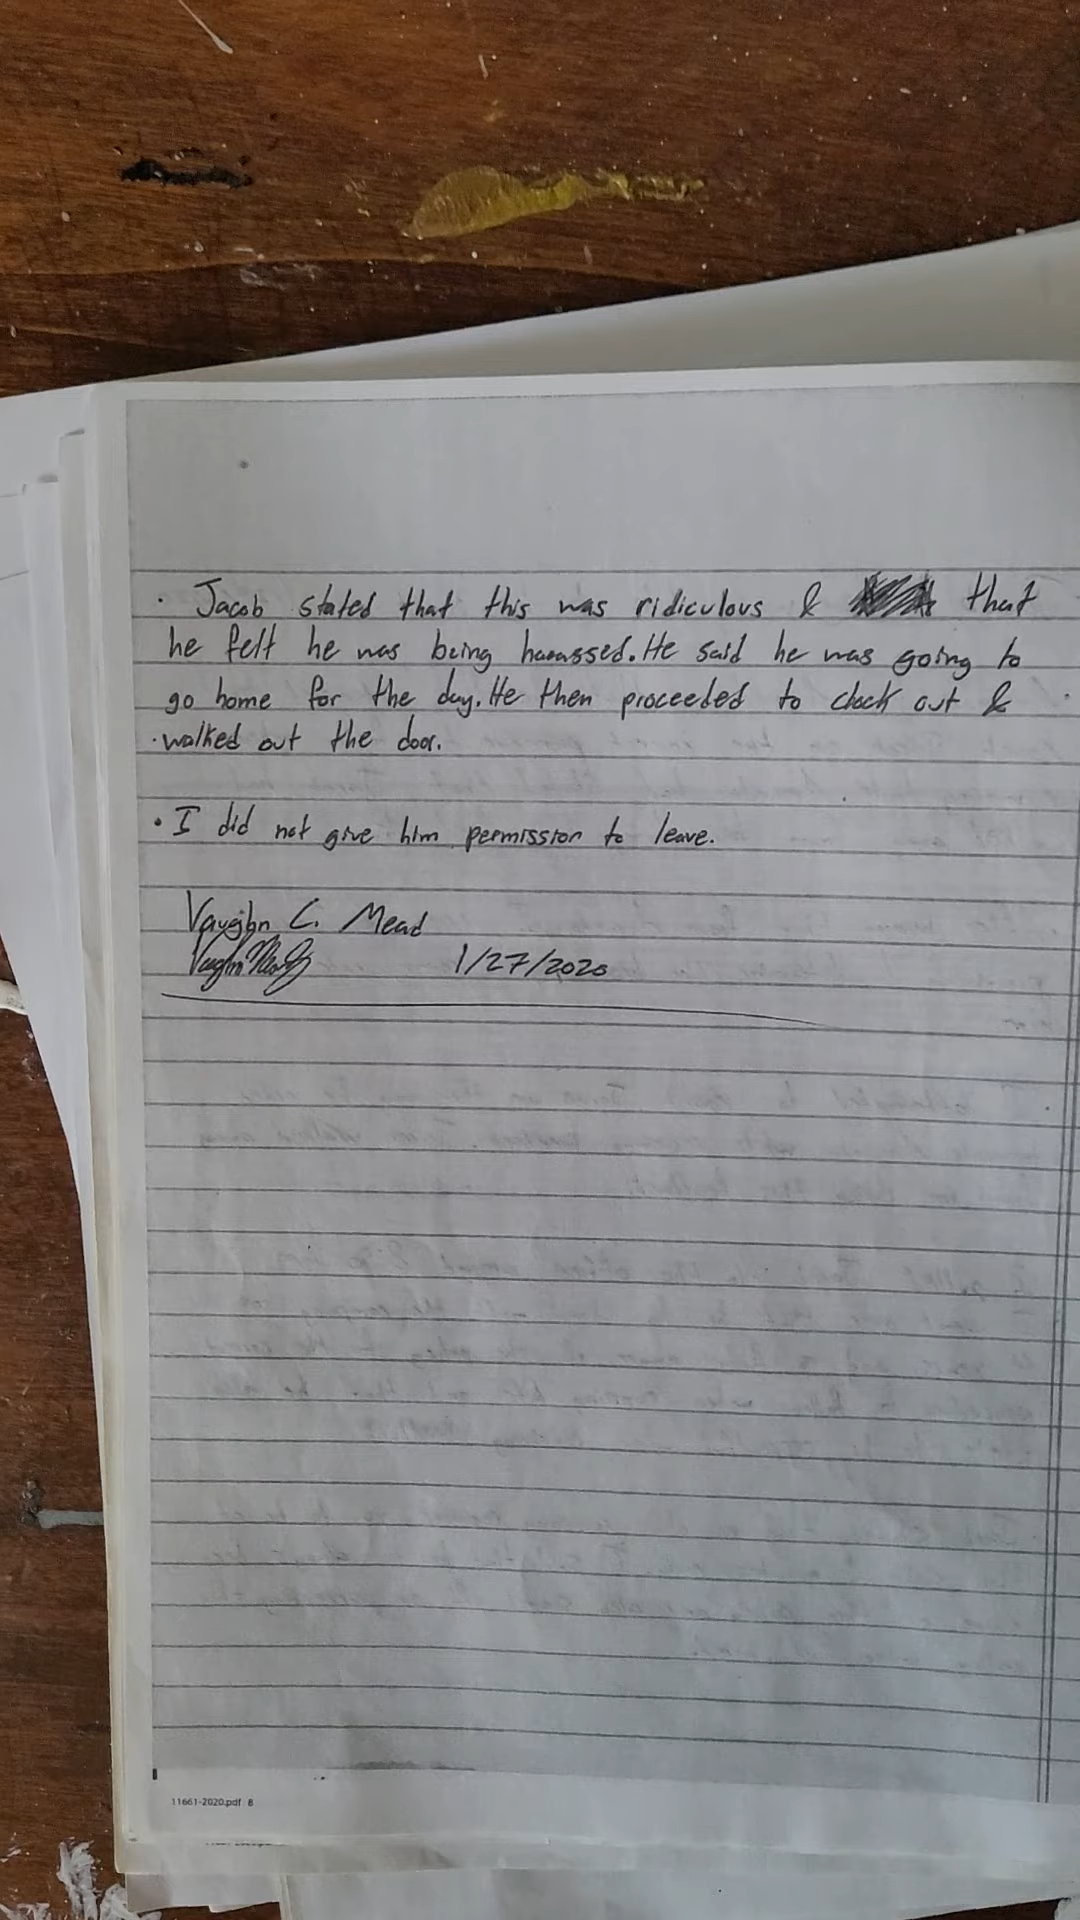 · Jacob stated that this was ridiculous & that
he felt he was being harassed. He said he was going to
go home for the day. He then proceeded to clock out &
· walked out the door.
· I did not give him permission to leave.
Vaughn C. Mead
1/27/2020
11661-2020.pdf 8